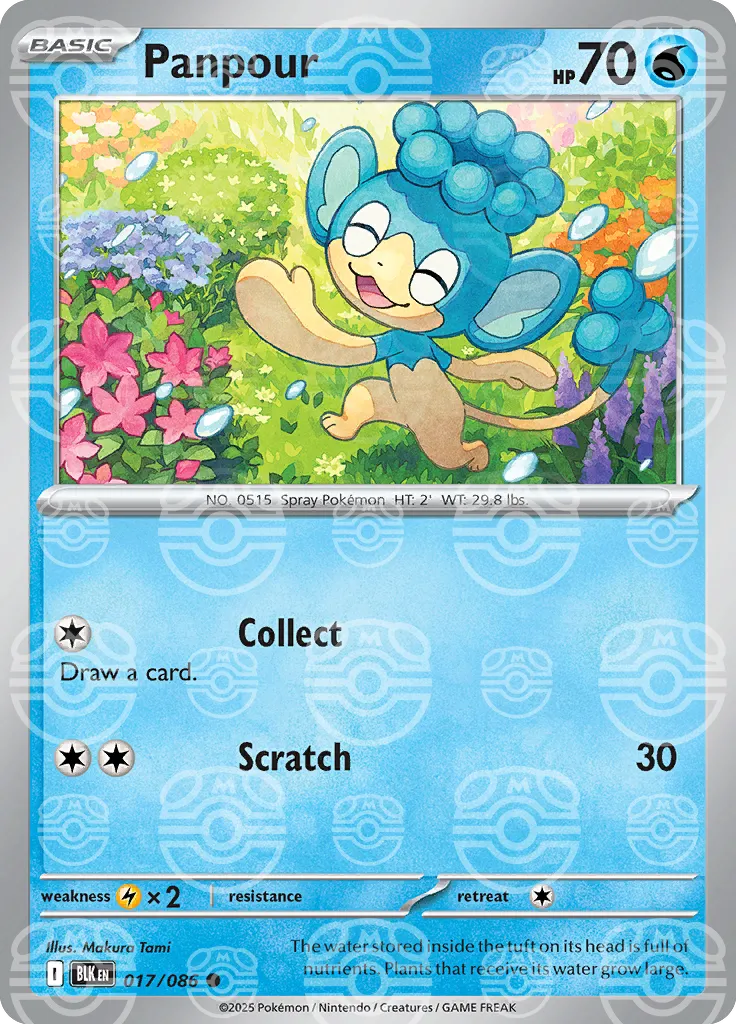 BASIC
Panpour
HP 70
NO. 0515 Spray Pokémon HT: 2' WT: 29.8 lbs.
Collect
Draw a card.
Scratch 30
weakness ×2 resistance retreat
Illus. Makura Tami
The water stored inside the tuft on its head is full of
nutrients. Plants that receive its water grow large.
I BLK EN 017/086
©2025 Pokémon / Nintendo / Creatures / GAME FREAK